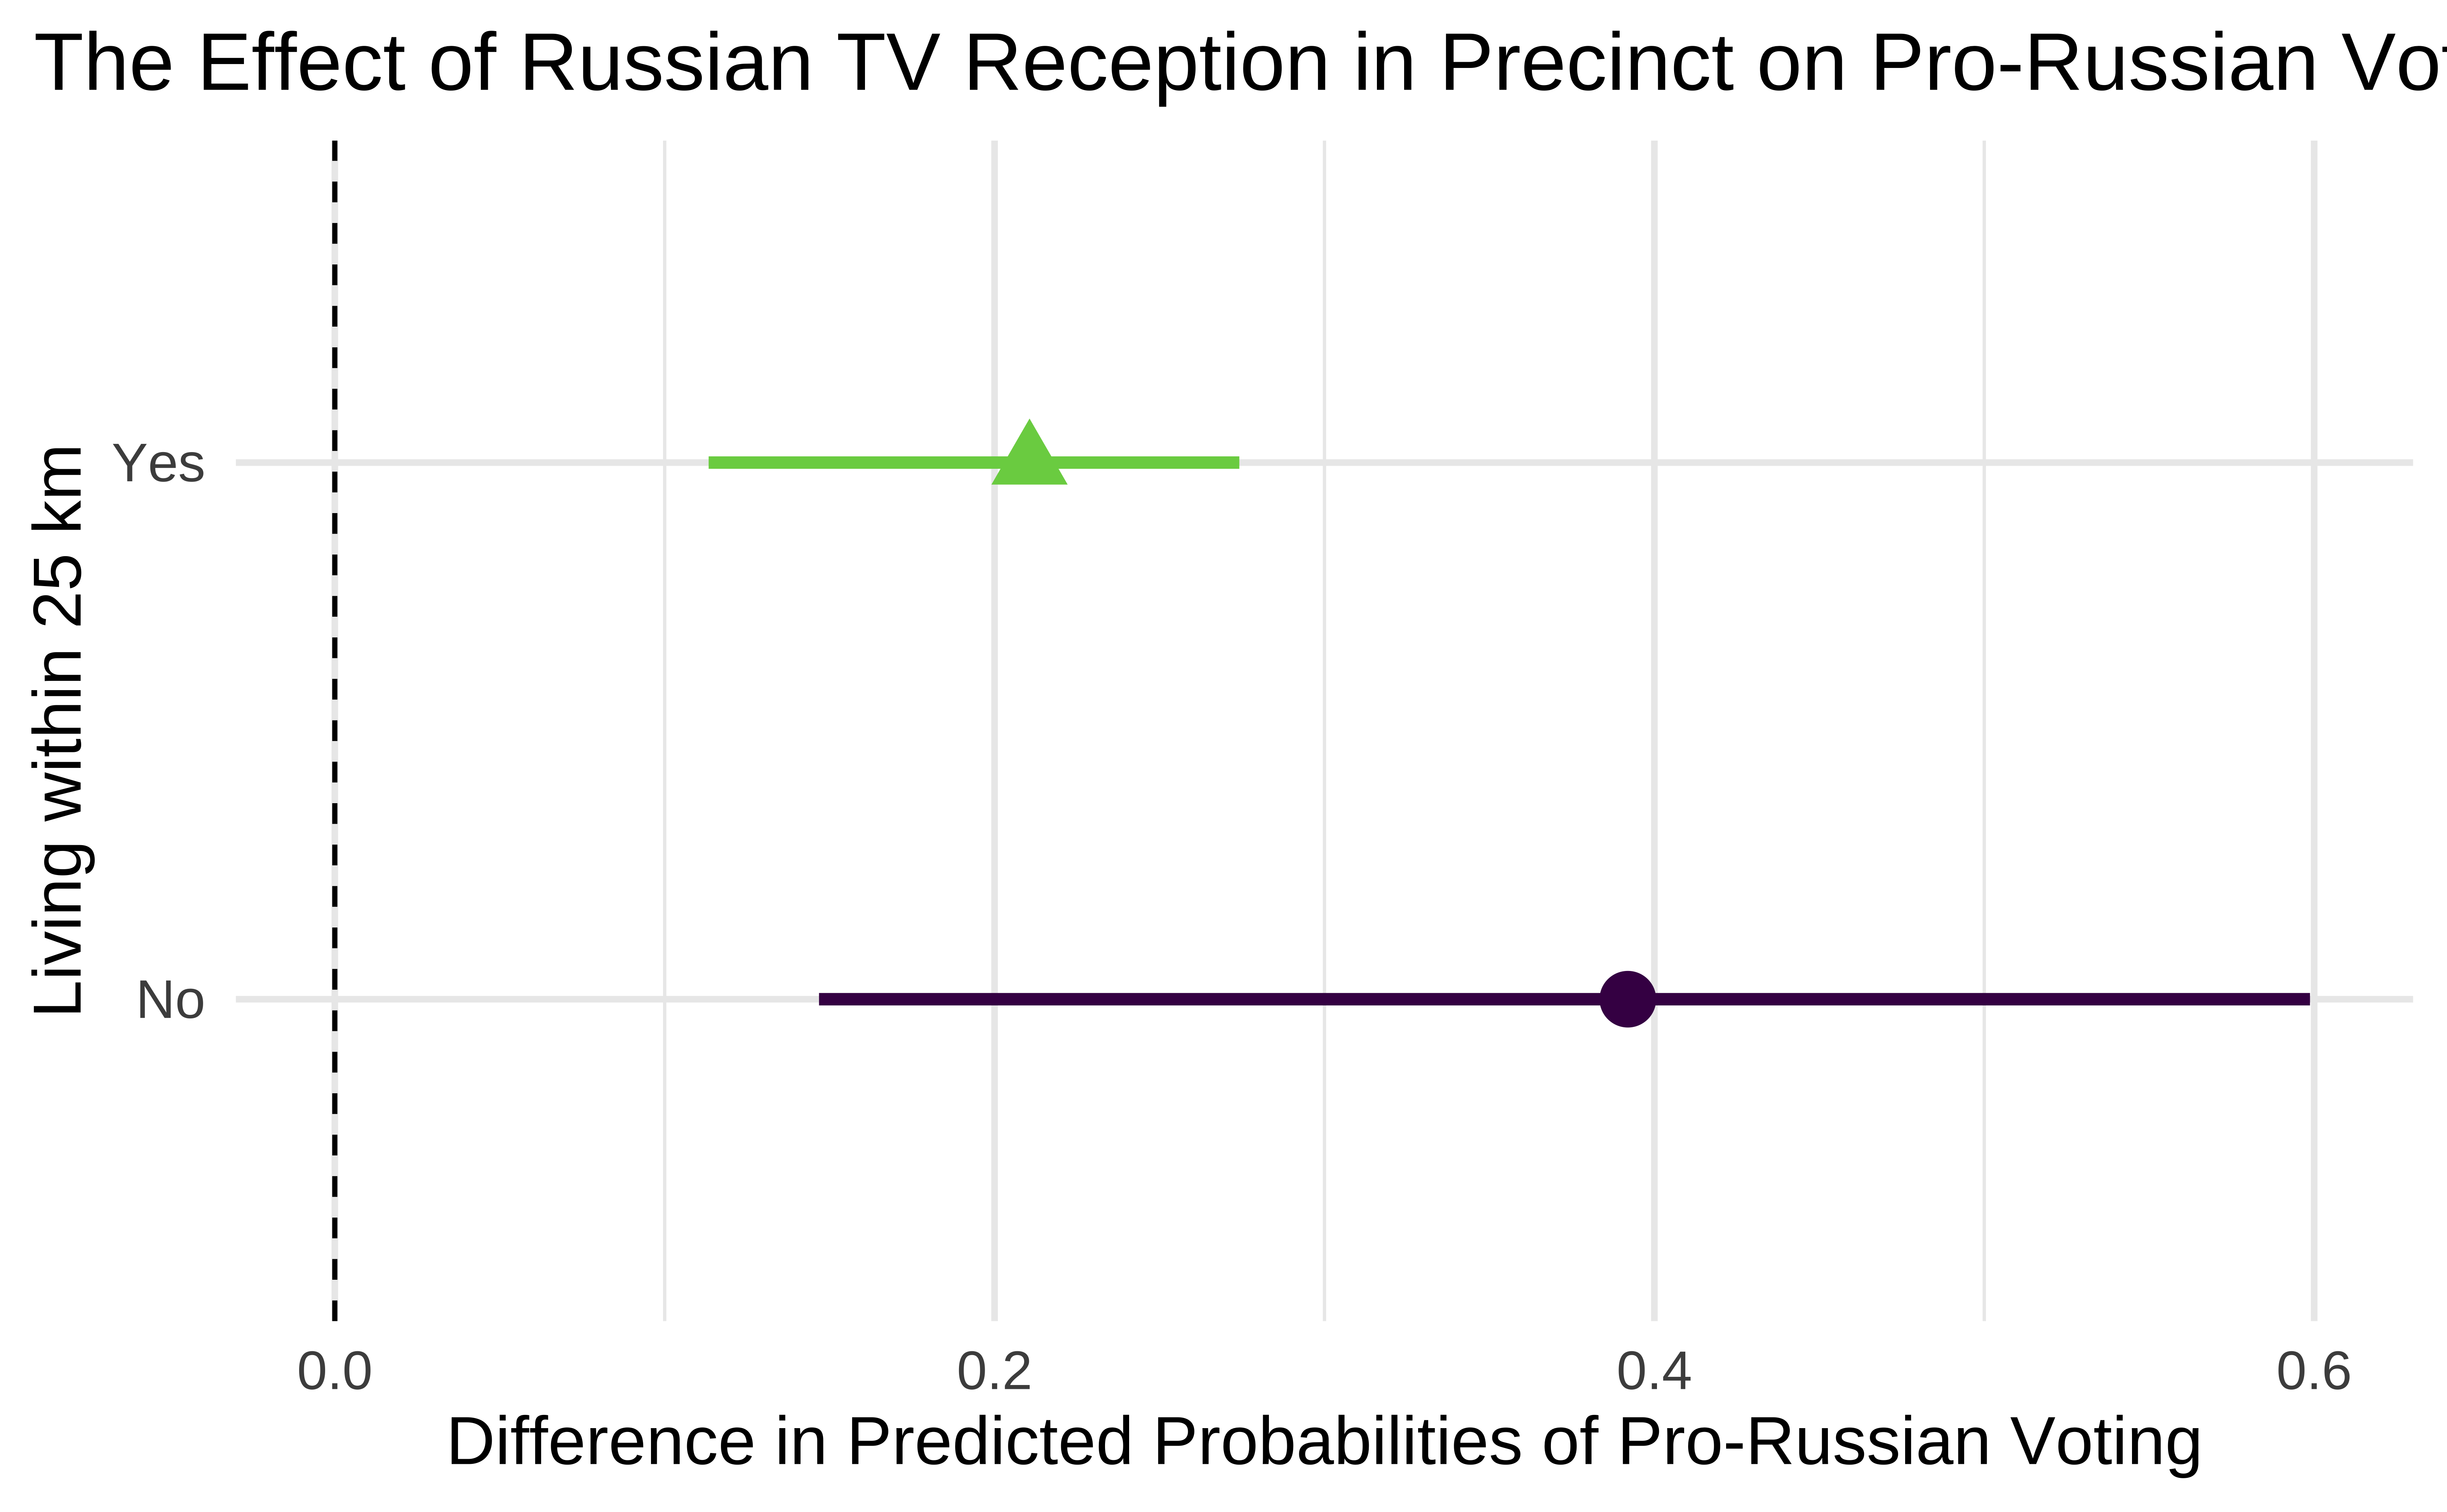 The Effect of Russian TV Reception in Precinct on Pro-Russian
Living within 25 km
Yes
No
0.0
0.2
0.4
0.6
Difference in Predicted Probabilities of Pro-Russian Voting